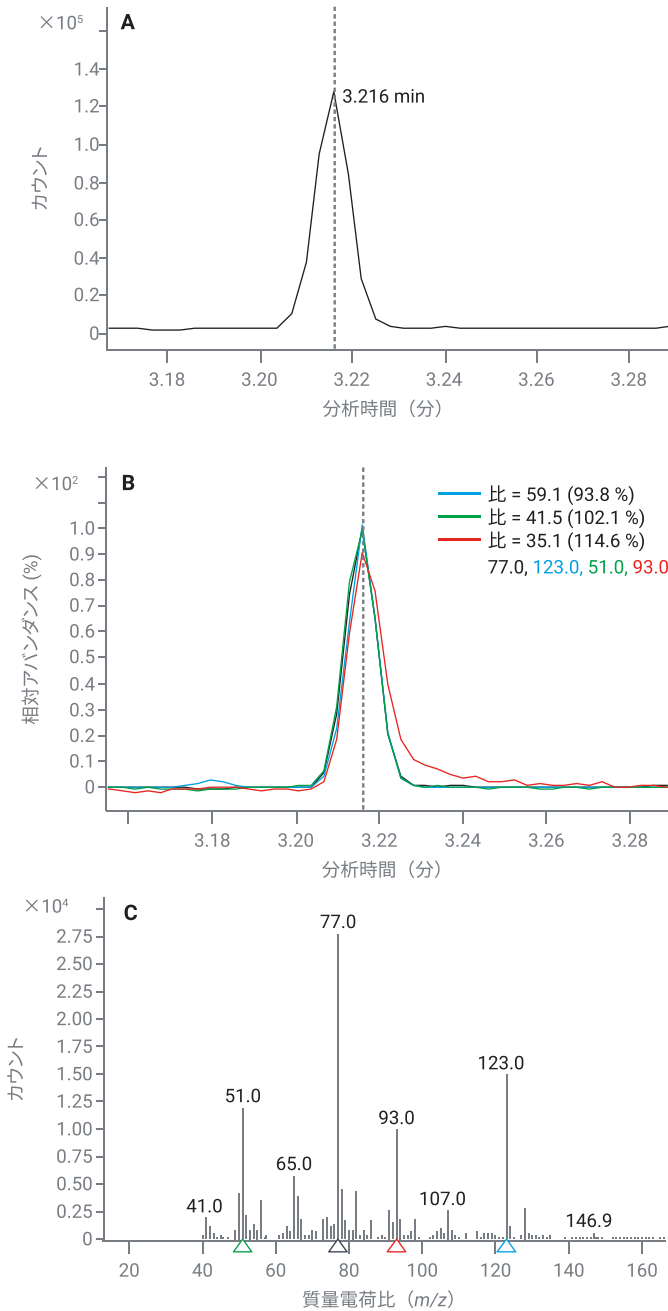 ×10⁵
A
1.4
3.216 min
1.2
1.0
0.8
0.6
0.4
0.2
0
カウント
3.18 3.20 3.22 3.24 3.26 3.28
分析時間（分）
×10²
B
比 = 59.1 (93.8 %)
比 = 41.5 (102.1 %)
比 = 35.1 (114.6 %)
77.0, 123.0, 51.0, 93.0
1.0
0.9
0.8
0.7
0.6
0.5
0.4
0.3
0.2
0.1
0
相対アバンダンス (%)
3.18 3.20 3.22 3.24 3.26 3.28
分析時間（分）
×10⁴
C
77.0
2.75
2.50
2.25
2.00
1.75
1.50
1.25
1.00
0.75
0.50
0.25
0
カウント
123.0
51.0
93.0
65.0
41.0
107.0
146.9
20 40 60 80 100 120 140 160
質量電荷比（m/z）